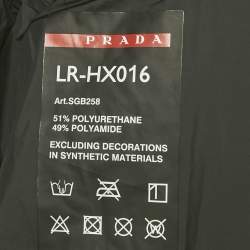 PRADA
LR-HX016
Art.SGB258
51% POLYURETHANE
49% POLYAMIDE
EXCLUDING DECORATIONS
IN SYNTHETIC MATERIALS